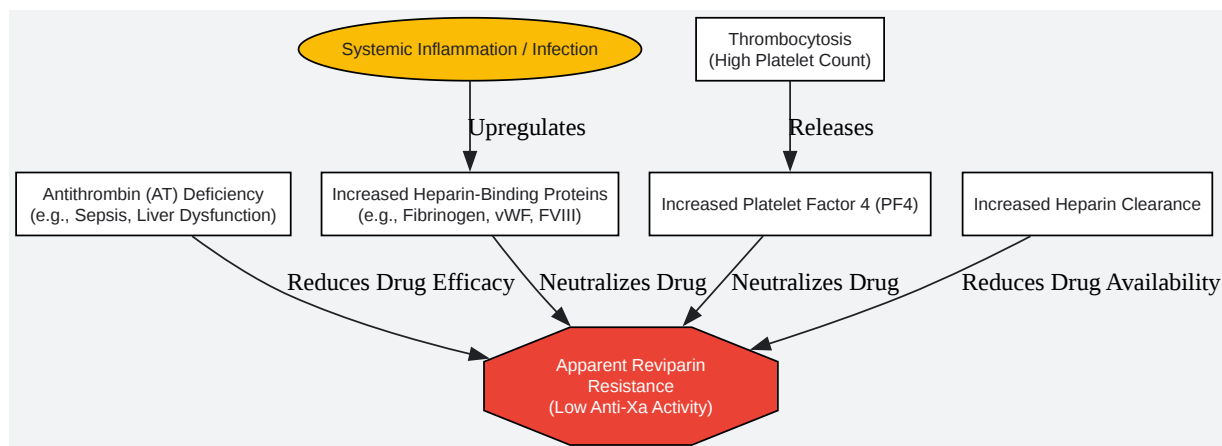 Systemic Inflammation / Infection
Thrombocytosis
(High Platelet Count)
Upregulates
Releases
Antithrombin (AT) Deficiency
(e.g., Sepsis, Liver Dysfunction)
Increased Heparin-Binding Proteins
(e.g., Fibrinogen, vWF, FVIII)
Increased Platelet Factor 4 (PF4)
Increased Heparin Clearance
Reduces Drug Efficacy
Neutralizes Drug
Neutralizes Drug
Reduces Drug Availability
Apparent Reviparin
Resistance
(Low Anti-Xa Activity)